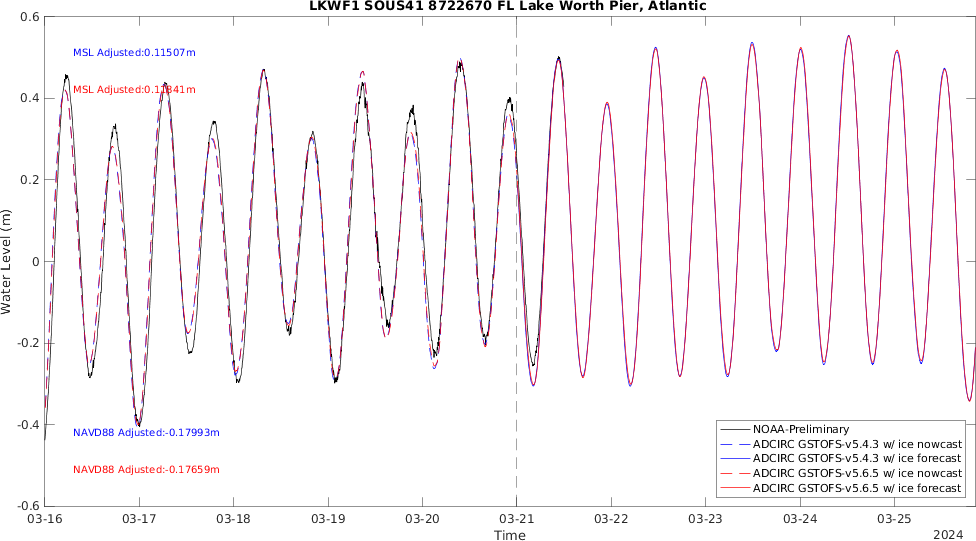 LKWF1 SOUS41 8722670 FL Lake Worth Pier, Atlantic
0.6
MSL Adjusted:0.11507m
MSL Adjusted:0.11841m
0.4
0.2
Water Level (m)
0
-0.2
-0.4
NAVD88 Adjusted:-0.17993m
NAVD88 Adjusted:-0.17659m
NOAA-Preliminary
ADCIRC GSTOFS-v5.4.3 w/ ice nowcast
ADCIRC GSTOFS-v5.4.3 w/ ice forecast
ADCIRC GSTOFS-v5.6.5 w/ ice nowcast
ADCIRC GSTOFS-v5.6.5 w/ ice forecast
-0.6
03-16 03-17 03-18 03-19 03-20 03-21 03-22 03-23 03-24 03-25
Time
2024